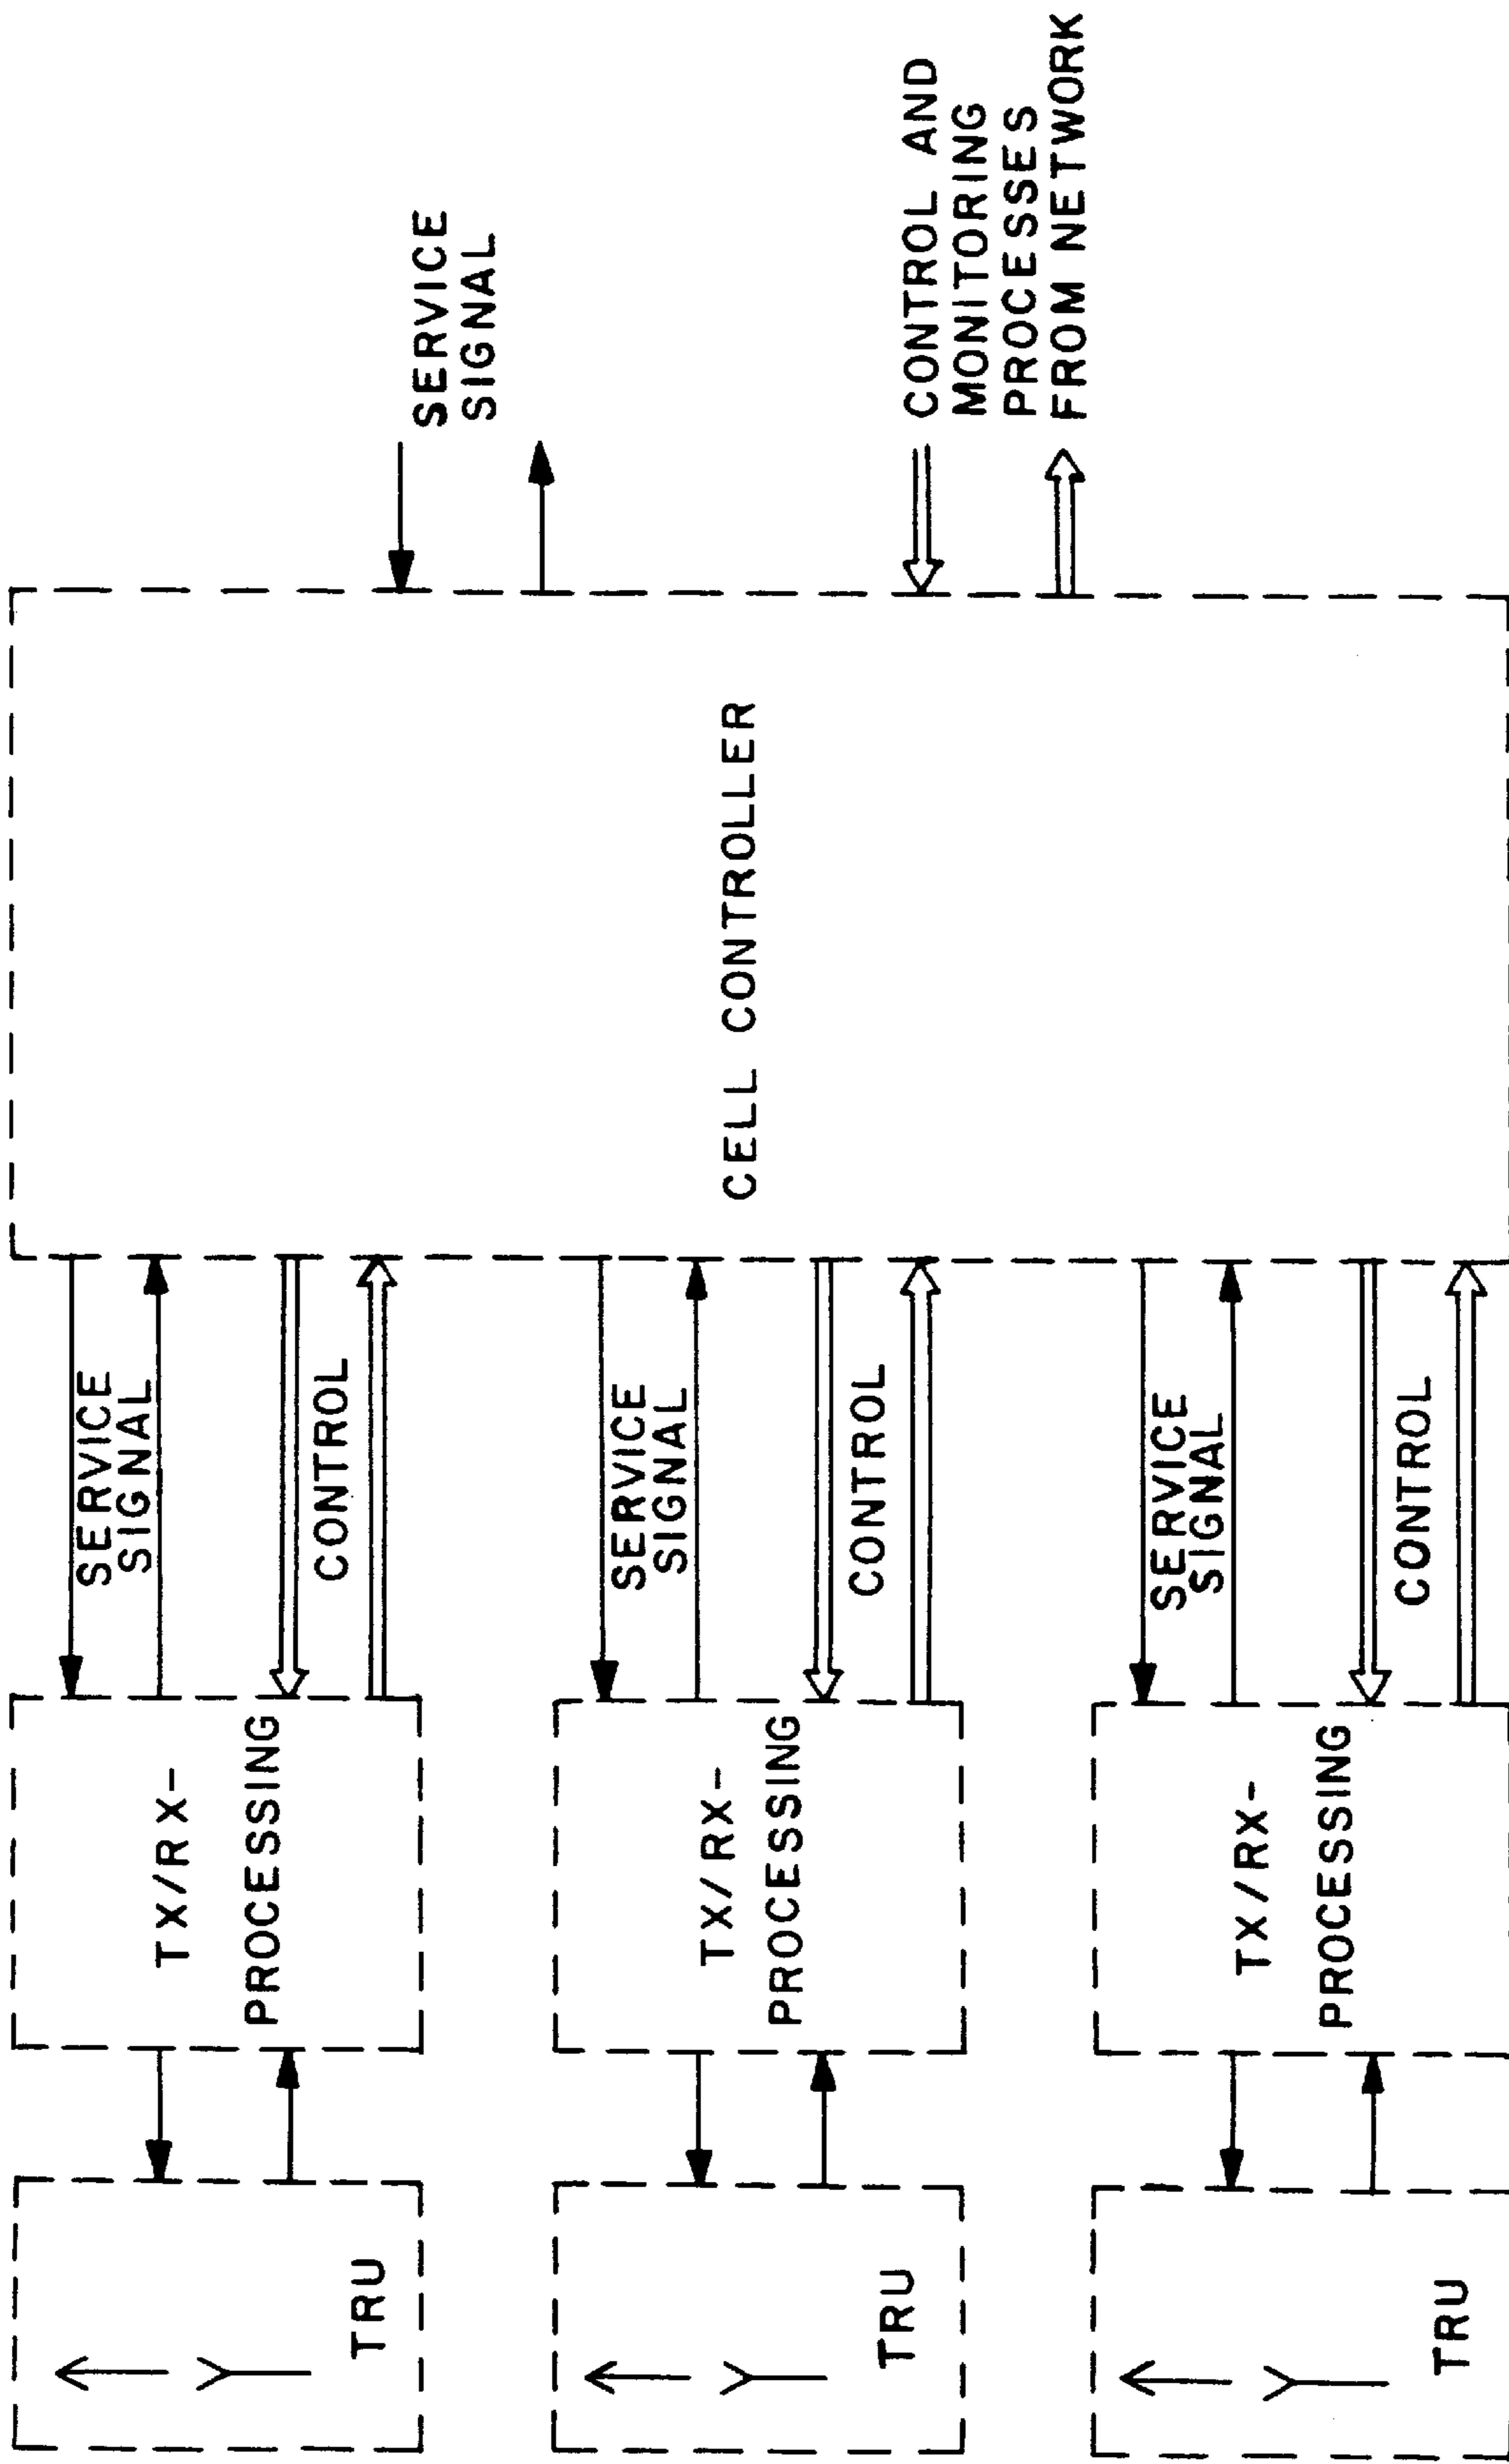 TRU
TX/RX-
PROCESSING
SERVICE
SIGNAL
CONTROL
TRU
TX/RX-
PROCESSING
SERVICE
SIGNAL
CONTROL
TRU
TX/RX-
PROCESSING
SERVICE
SIGNAL
CONTROL
CELL CONTROLLER
SERVICE
SIGNAL
CONTROL AND
MONITORING
PROCESSES
FROM NETWORK